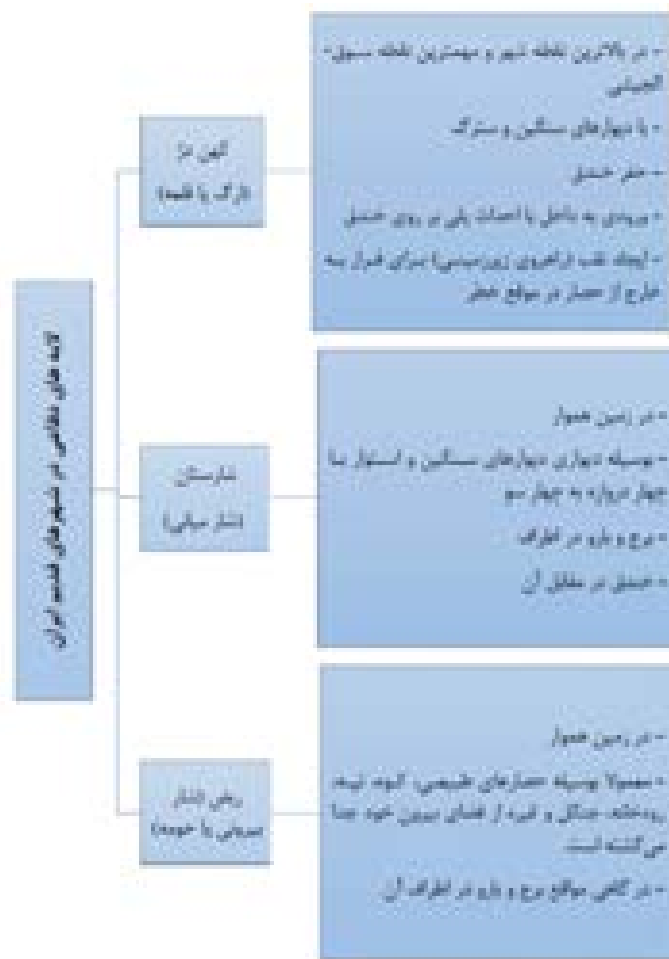 لایه های دفاعی در شهرهای قدیم ایران
کهن دژ
(ارگ یا قلعه)
- در بالاترین نقطه شهر و مهمترین نقطه سوق-
الجیشی
- با دیوارهای سنگین و سترگ
- حفر خندق
- ورودی به داخل با احداث پلی بر روی خندق
- ایجاد نقب (راهروی زیرزمینی) برای فرار به
خارج از حصار در موقع خطر
شارستان
(شار میانی)
- در زمین هموار
- بوسیله دیواری دیوارهای سنگین و استوار با
چهار دروازه به چهار سو
- برج و بارو در اطراف
- خندق در مقابل آن
ربض (شار
بیرونی یا حومه)
- در زمین هموار
- معمولا بوسیله حصارهای طبیعی، کوه، تپه،
رودخانه، جنگل و غیره از فضای بیرون خود جدا
می‌گشته است.
- در گاهی مواقع برج و بارو در اطراف آن